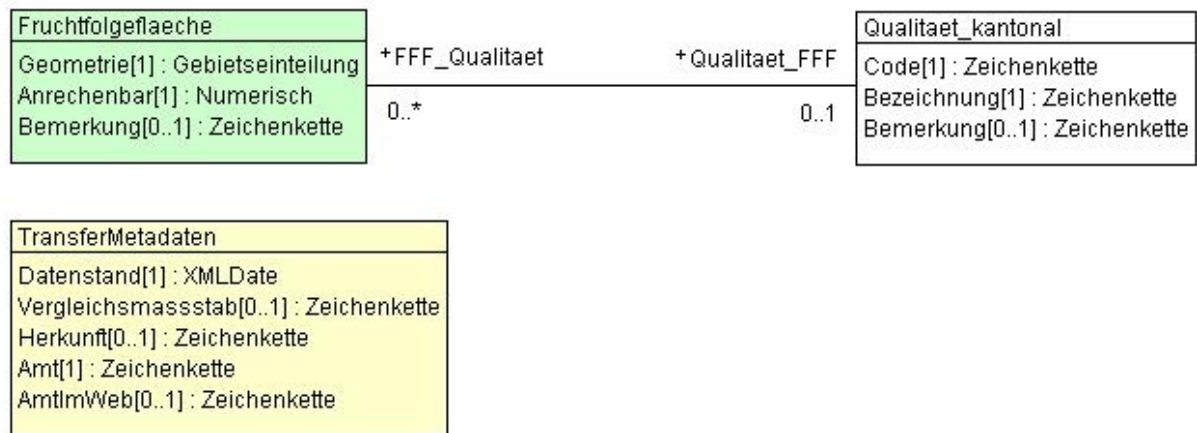 Fruchtfolgeflaeche
Geometrie[1] : Gebietseinteilung
Anrechenbar[1] : Numerisch
Bemerkung[0..1] : Zeichenkette
+FFF_Qualitaet
0..*
+Qualitaet_FFF
0..1
Qualitaet_kantonal
Code[1] : Zeichenkette
Bezeichnung[1] : Zeichenkette
Bemerkung[0..1] : Zeichenkette
TransferMetadaten
Datenstand[1] : XMLDate
Vergleichsmassstab[0..1] : Zeichenkette
Herkunft[0..1] : Zeichenkette
Amt[1] : Zeichenkette
AmtImWeb[0..1] : Zeichenkette